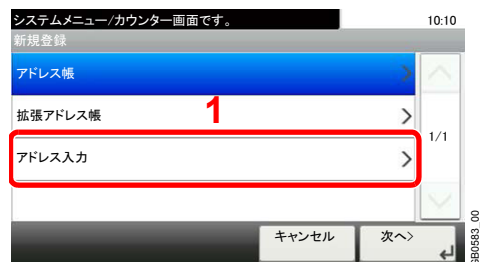 システムメニュー/カウンター画面です。 10:10
新規登録
アドレス帳
拡張アドレス帳
1
1/1
アドレス入力
キャンセル 次へ>
GB0583_00